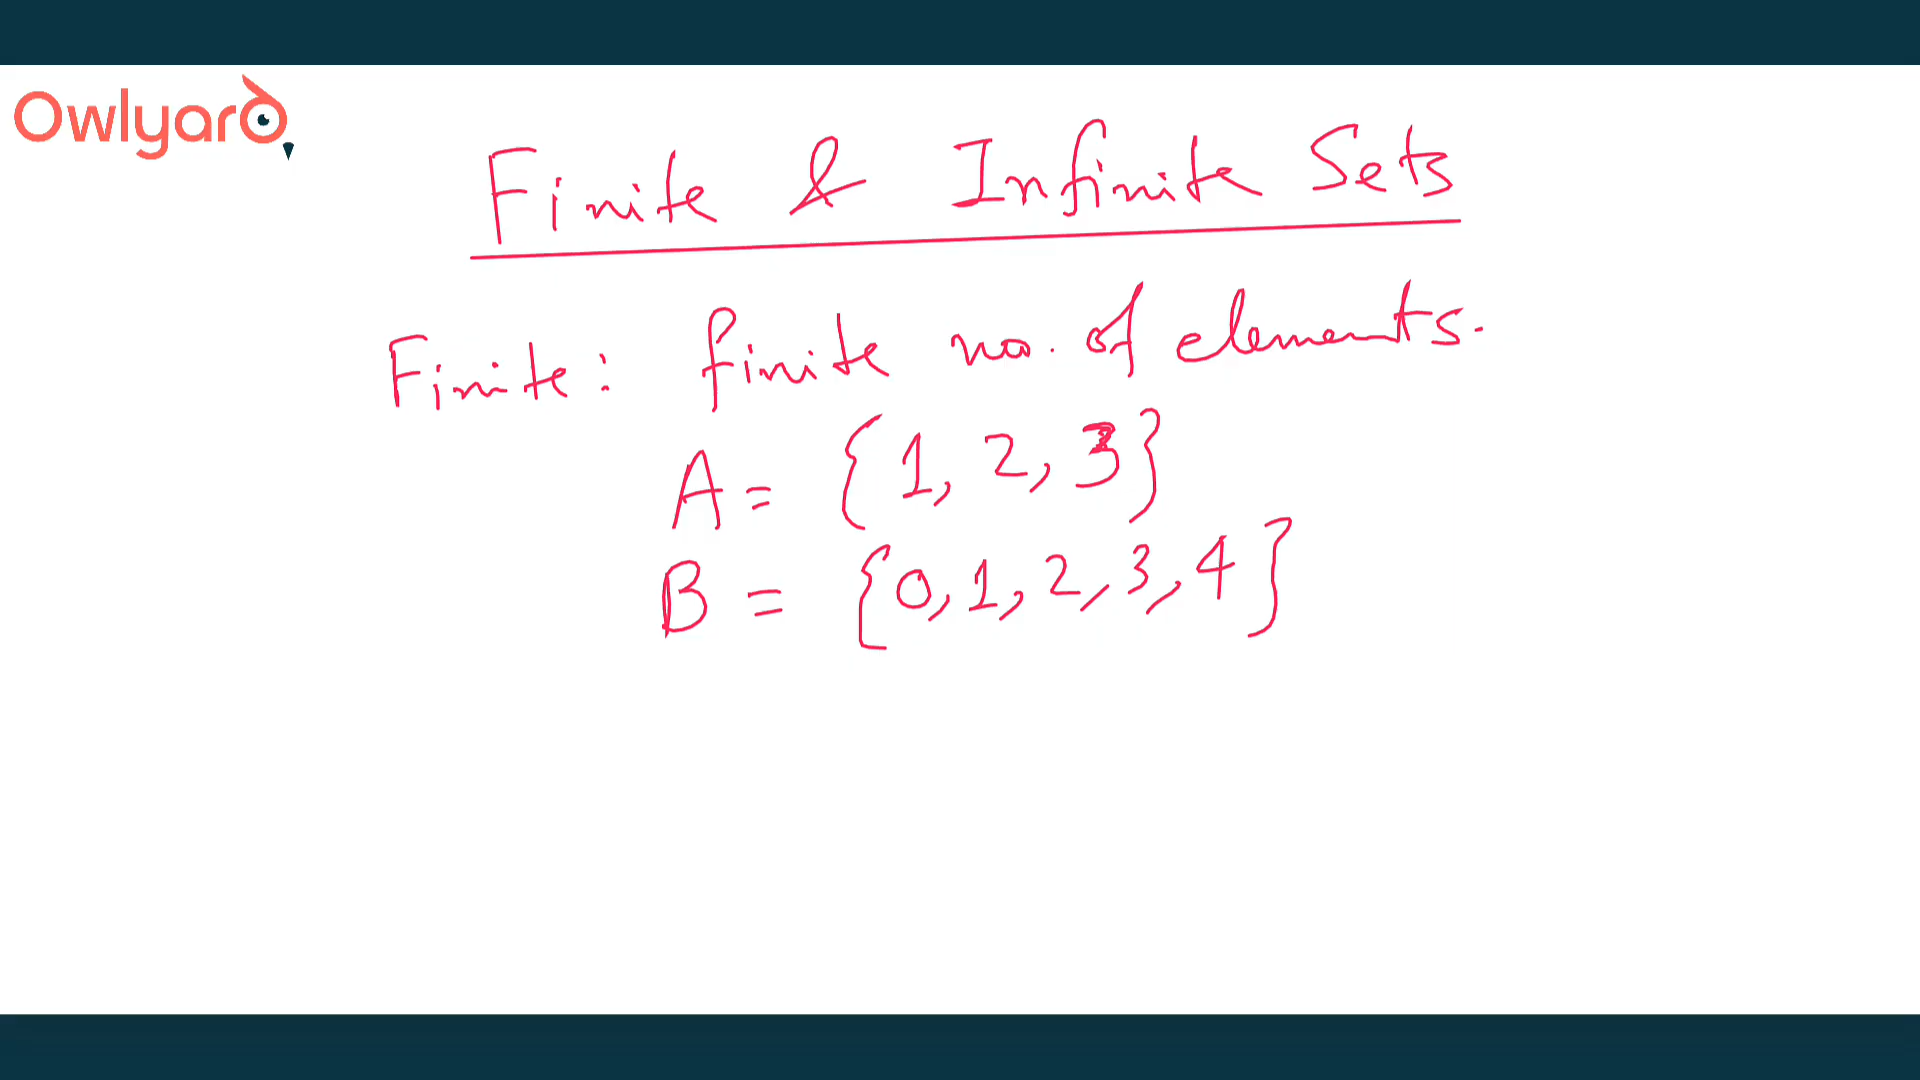 Owlyard
Finite & Infinite Sets
Finite: finite no. of elements.
A = {1, 2, 3}
B = {0, 1, 2, 3, 4}